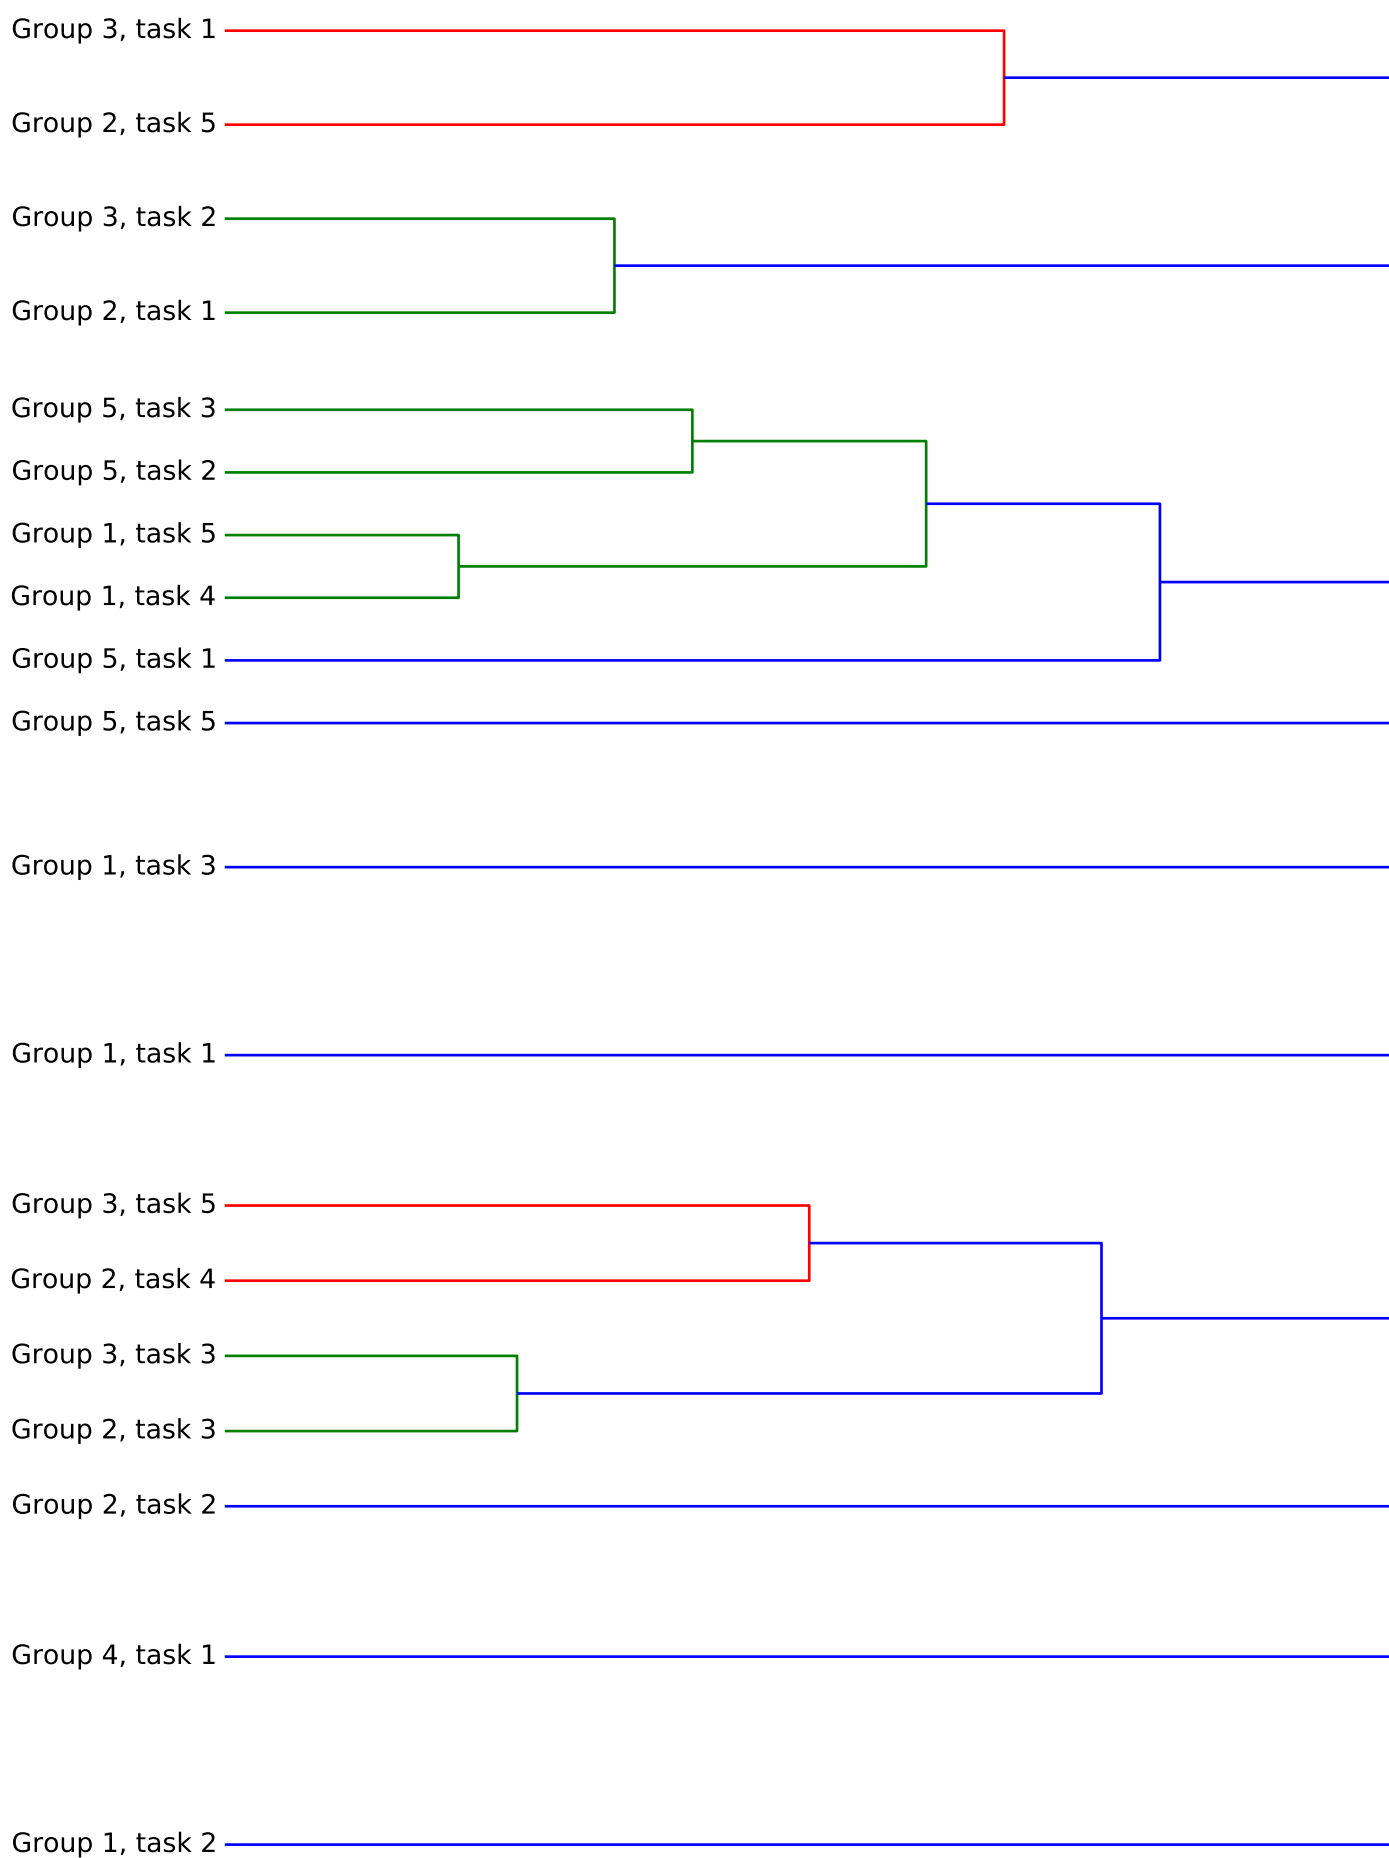 Group 3, task 1
Group 2, task 5
Group 3, task 2
Group 2, task 1
Group 5, task 3
Group 5, task 2
Group 1, task 5
Group 1, task 4
Group 5, task 1
Group 5, task 5
Group 1, task 3
Group 1, task 1
Group 3, task 5
Group 2, task 4
Group 3, task 3
Group 2, task 3
Group 2, task 2
Group 4, task 1
Group 1, task 2